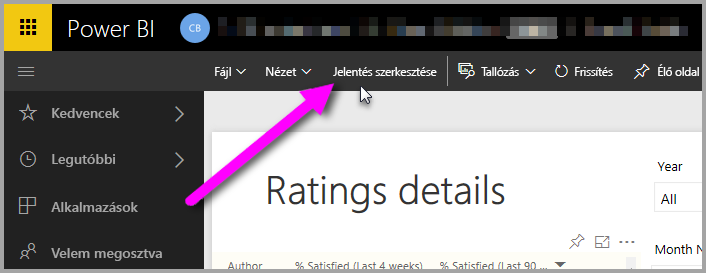 Power BI
CB
Fájl Nézet Jelentés szerkesztése Tallózás Frissítés Élő oldal
Kedvencek
Legutóbbi
Alkalmazások
Velem megosztva
Ratings details
Year
All
Month N
Author % Satisfied (Last 4 weeks) % Satisfied (Last 90 ...